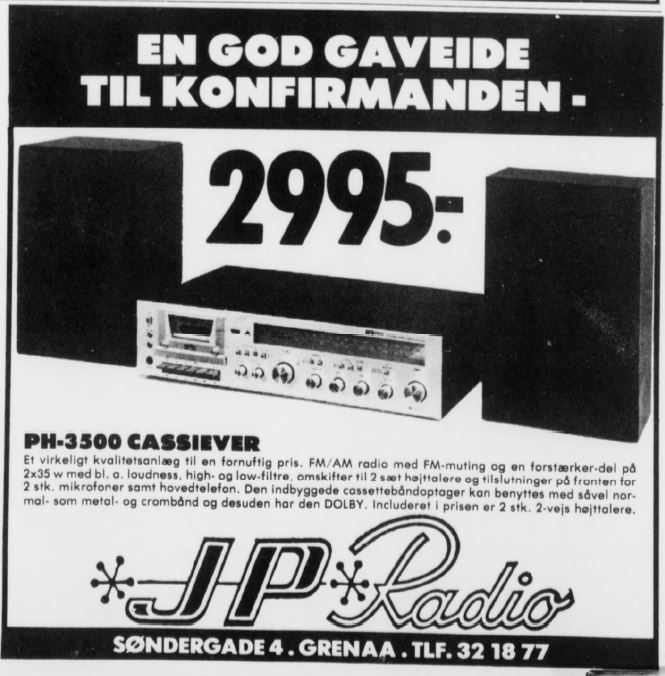 EN GOD GAVEIDE
TIL KONFIRMANDEN -
2995:-
PH-3500 CASSIEVER
Et virkeligt kvalitetsanlæg til en fornuftig pris. FM/AM radio med FM-muting og en forstærker-del på
2x35 w med bl. a. loudness, high- og low-filtre, omskifter til 2 sæt højttalere og tilslutninger på fronten for
2 stk. mikrofoner samt hovedtelefon. Den indbyggede cassettebåndoptager kan benyttes med såvel nor-
mal- som metal- og crombånd og desuden har den DOLBY. Includeret i prisen er 2 stk. 2-vejs højttalere.
JP Radio
SØNDERGADE 4 . GRENAA . TLF. 32 18 77